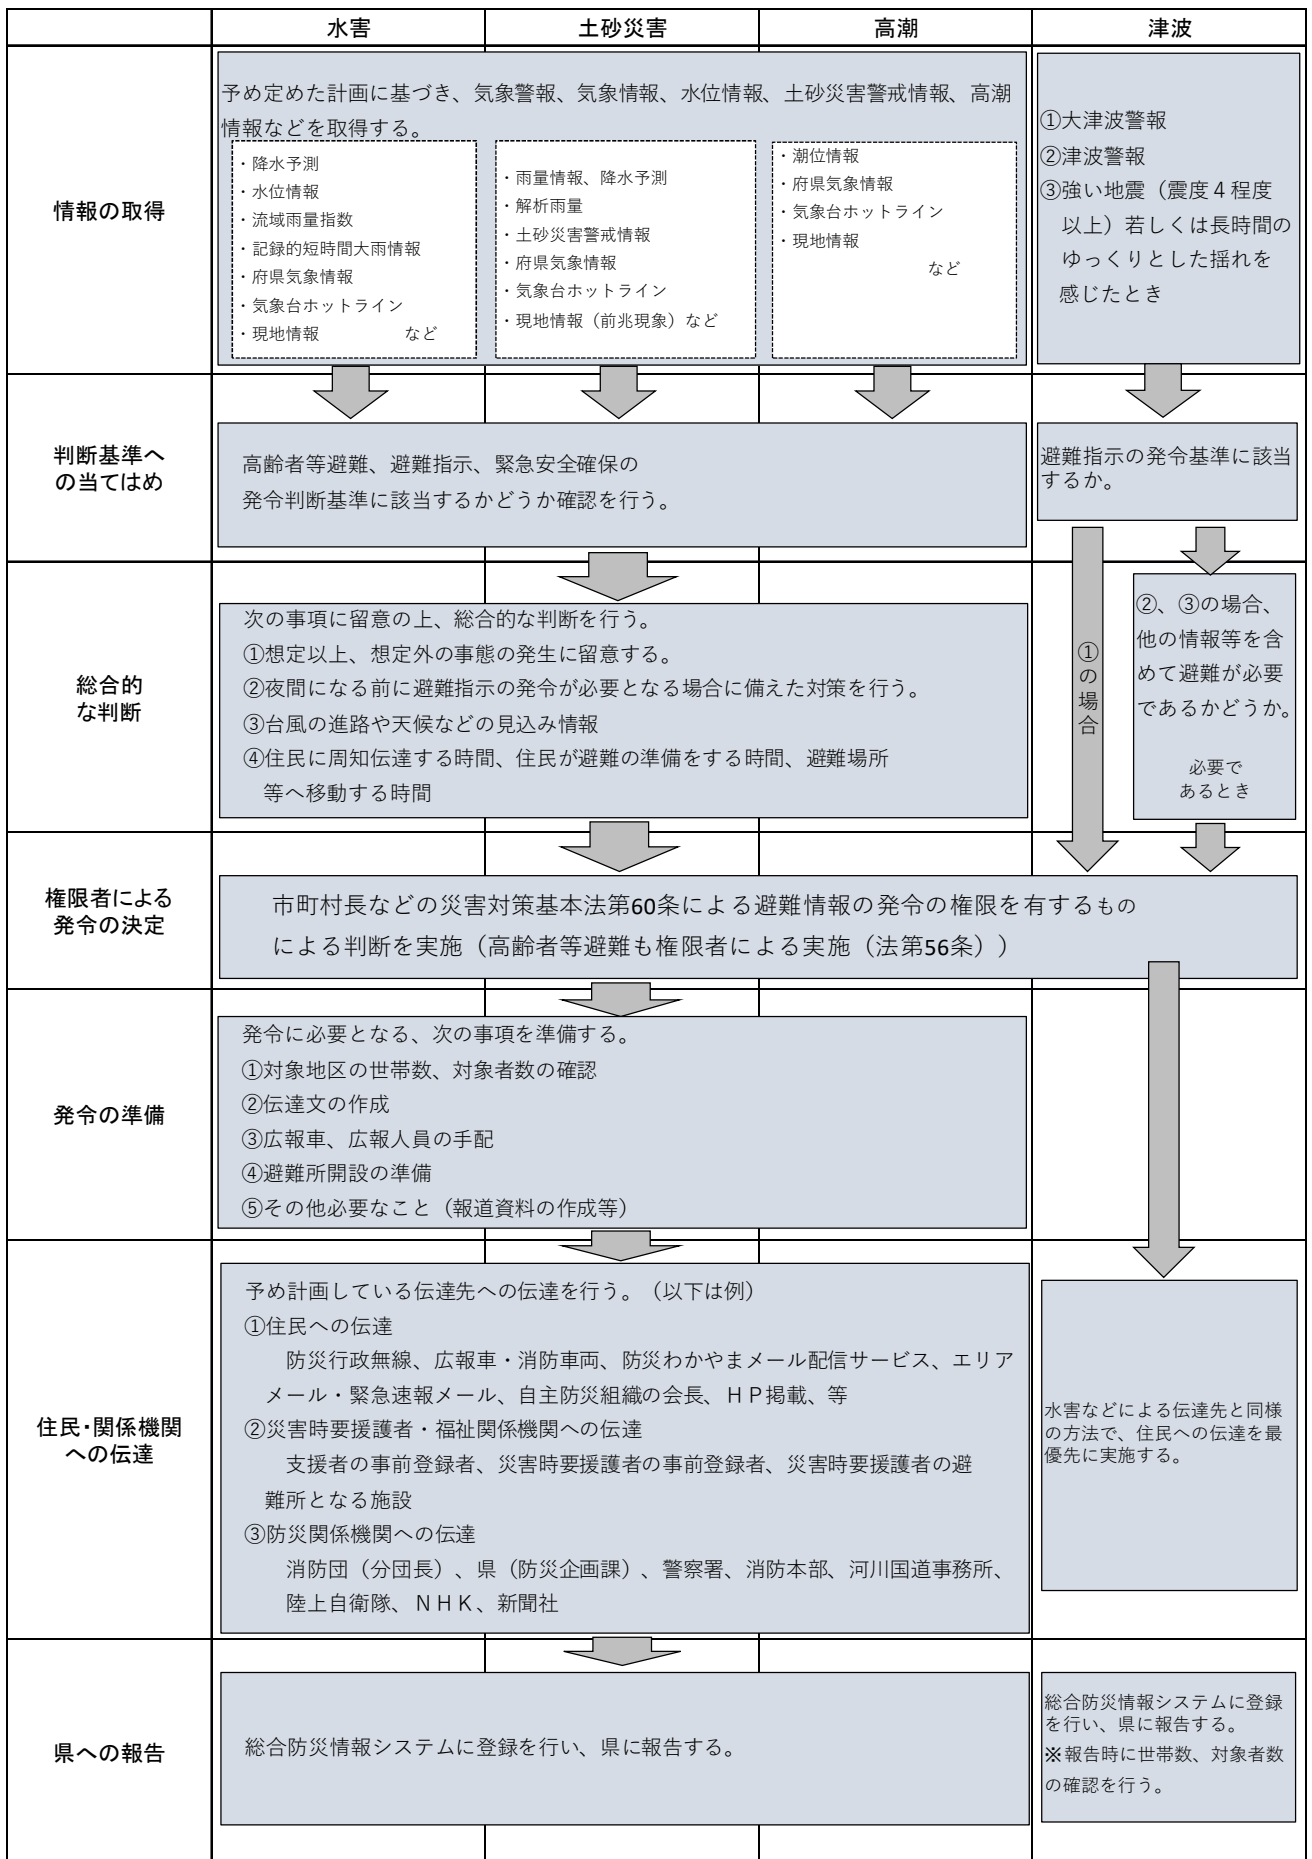 水害
土砂災害
高潮
津波
情報の取得
予め定めた計画に基づき、気象警報、気象情報、水位情報、土砂災害警戒情報、高潮
情報などを取得する。
・降水予測
・水位情報
・流域雨量指数
・記録的短時間大雨情報
・府県気象情報
・気象台ホットライン
・現地情報 など
・雨量情報、降水予測
・解析雨量
・土砂災害警戒情報
・府県気象情報
・気象台ホットライン
・現地情報（前兆現象）など
・潮位情報
・府県気象情報
・気象台ホットライン
・現地情報
など
①大津波警報
②津波警報
③強い地震（震度４程度
以上）若しくは長時間の
ゆっくりとした揺れを
感じたとき
判断基準へ
の当てはめ
高齢者等避難、避難指示、緊急安全確保の
発令判断基準に該当するかどうか確認を行う。
避難指示の発令基準に該当
するか。
総合的
な判断
次の事項に留意の上、総合的な判断を行う。
①想定以上、想定外の事態の発生に留意する。
②夜間になる前に避難指示の発令が必要となる場合に備えた対策を行う。
③台風の進路や天候などの見込み情報
④住民に周知伝達する時間、住民が避難の準備をする時間、避難場所
等へ移動する時間
①の場合
②、③の場合、
他の情報等を含
めて避難が必要
であるかどうか。
必要で
あるとき
権限者による
発令の決定
市町村長などの災害対策基本法第60条による避難情報の発令の権限を有するもの
による判断を実施（高齢者等避難も権限者による実施（法第56条））
発令の準備
発令に必要となる、次の事項を準備する。
①対象地区の世帯数、対象者数の確認
②伝達文の作成
③広報車、広報人員の手配
④避難所開設の準備
⑤その他必要なこと（報道資料の作成等）
住民・関係機関
への伝達
予め計画している伝達先への伝達を行う。（以下は例）
①住民への伝達
防災行政無線、広報車・消防車両、防災わかやまメール配信サービス、エリア
メール・緊急速報メール、自主防災組織の会長、ＨＰ掲載、等
②災害時要援護者・福祉関係機関への伝達
支援者の事前登録者、災害時要援護者の事前登録者、災害時要援護者の避
難所となる施設
③防災関係機関への伝達
消防団（分団長）、県（防災企画課）、警察署、消防本部、河川国道事務所、
陸上自衛隊、ＮＨＫ、新聞社
水害などによる伝達先と同様
の方法で、住民への伝達を最
優先に実施する。
県への報告
総合防災情報システムに登録を行い、県に報告する。
総合防災情報システムに登録
を行い、県に報告する。
※報告時に世帯数、対象者数
の確認を行う。